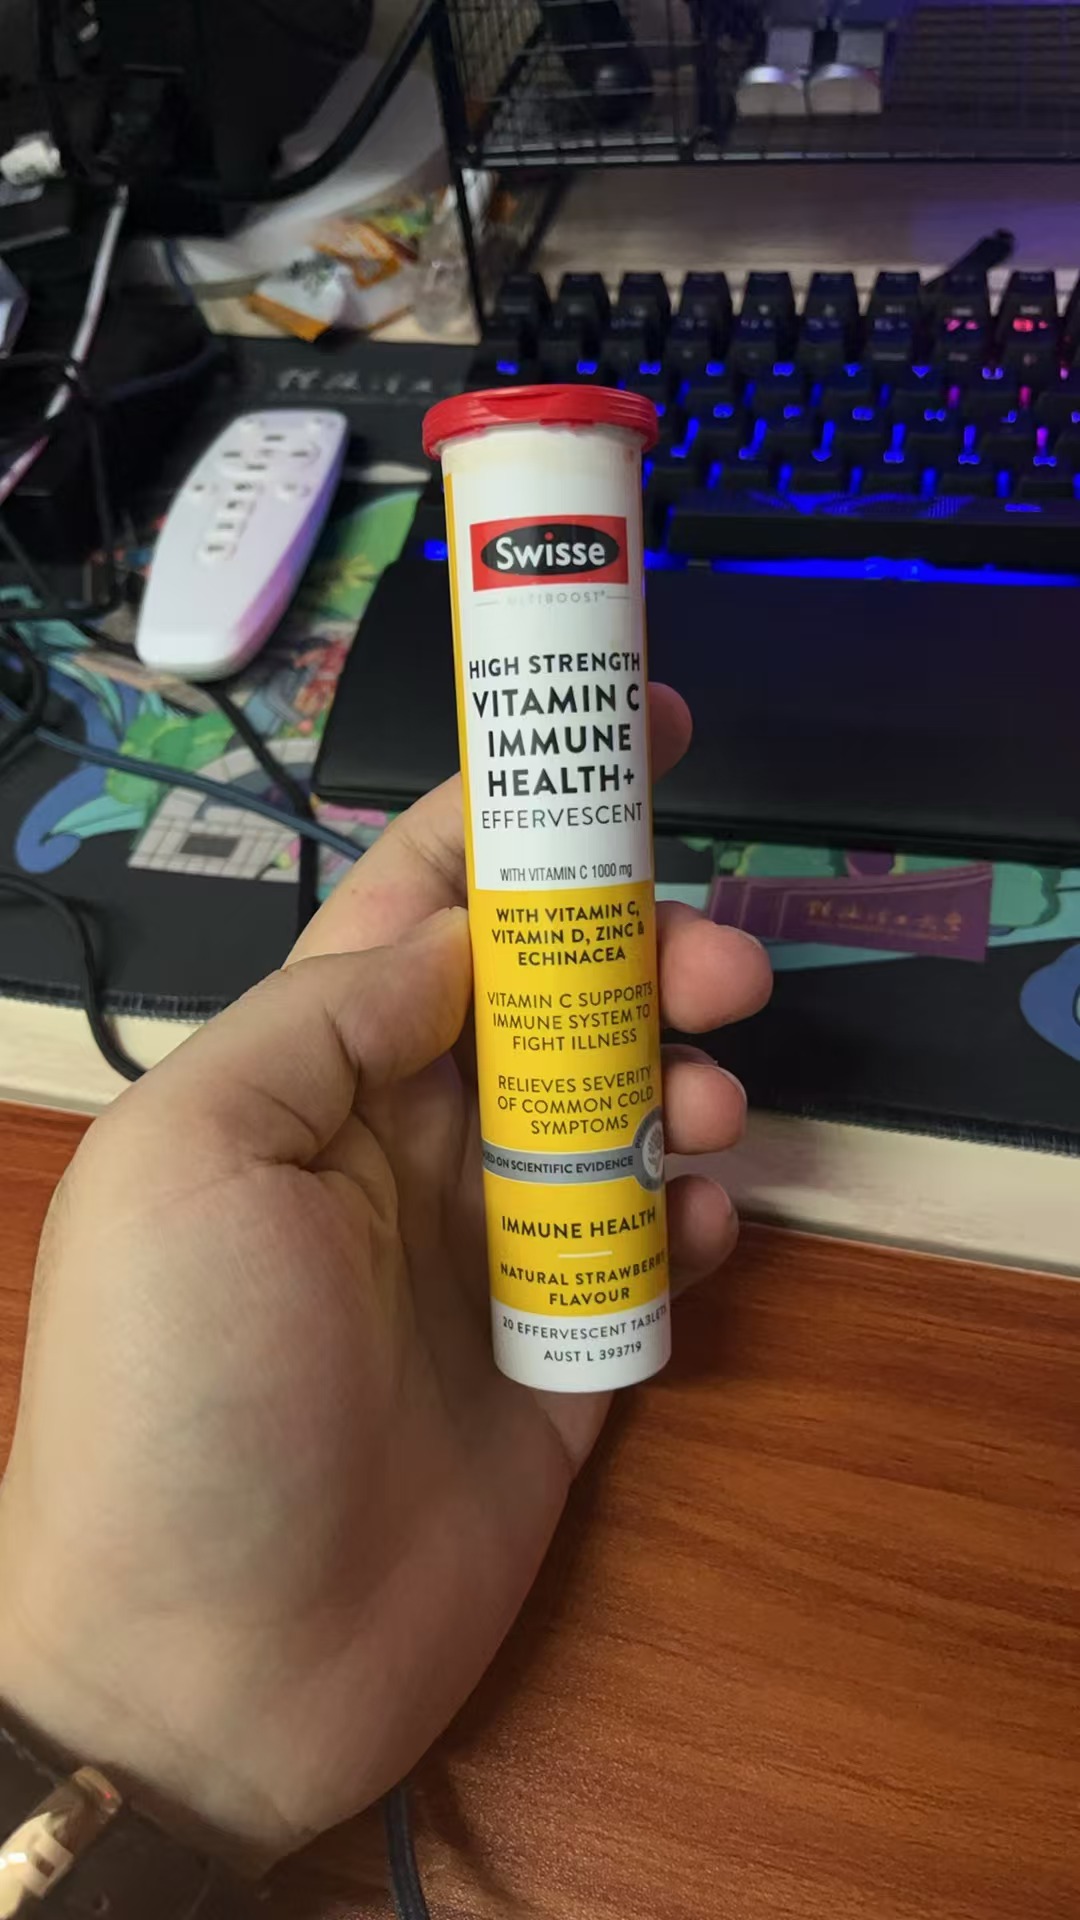 Swisse
HIGH STRENGTH
VITAMIN C
IMMUNE
HEALTH+
EFFERVESCENT
WITH VITAMIN C 1000 mg
WITH VITAMIN C,
VITAMIN D, ZINC &
ECHINACEA
VITAMIN C SUPPORTS
IMMUNE SYSTEM TO
FIGHT ILLNESS
RELIEVES SEVERITY
OF COMMON COLD
SYMPTOMS
ON SCIENTIFIC EVIDENCE
IMMUNE HEALTH
NATURAL STRAWBERRY
FLAVOUR
20 EFFERVESCENT TABLETS
AUST L 393719